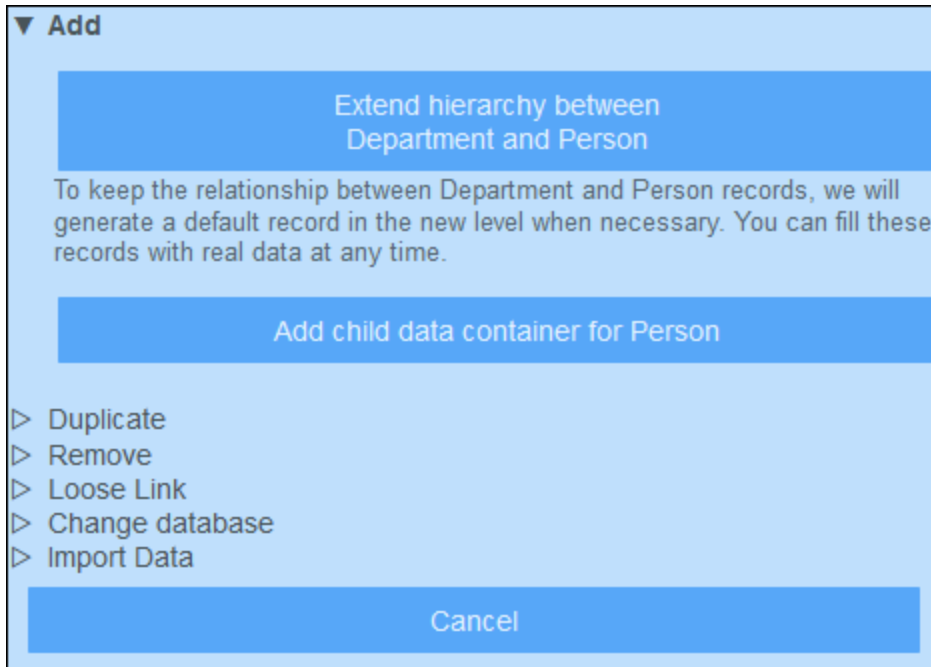 Add
Extend hierarchy between
Department and Person
To keep the relationship between Department and Person records, we will
generate a default record in the new level when necessary. You can fill these
records with real data at any time.
Add child data container for Person
Duplicate
Remove
Loose Link
Change database
Import Data
Cancel